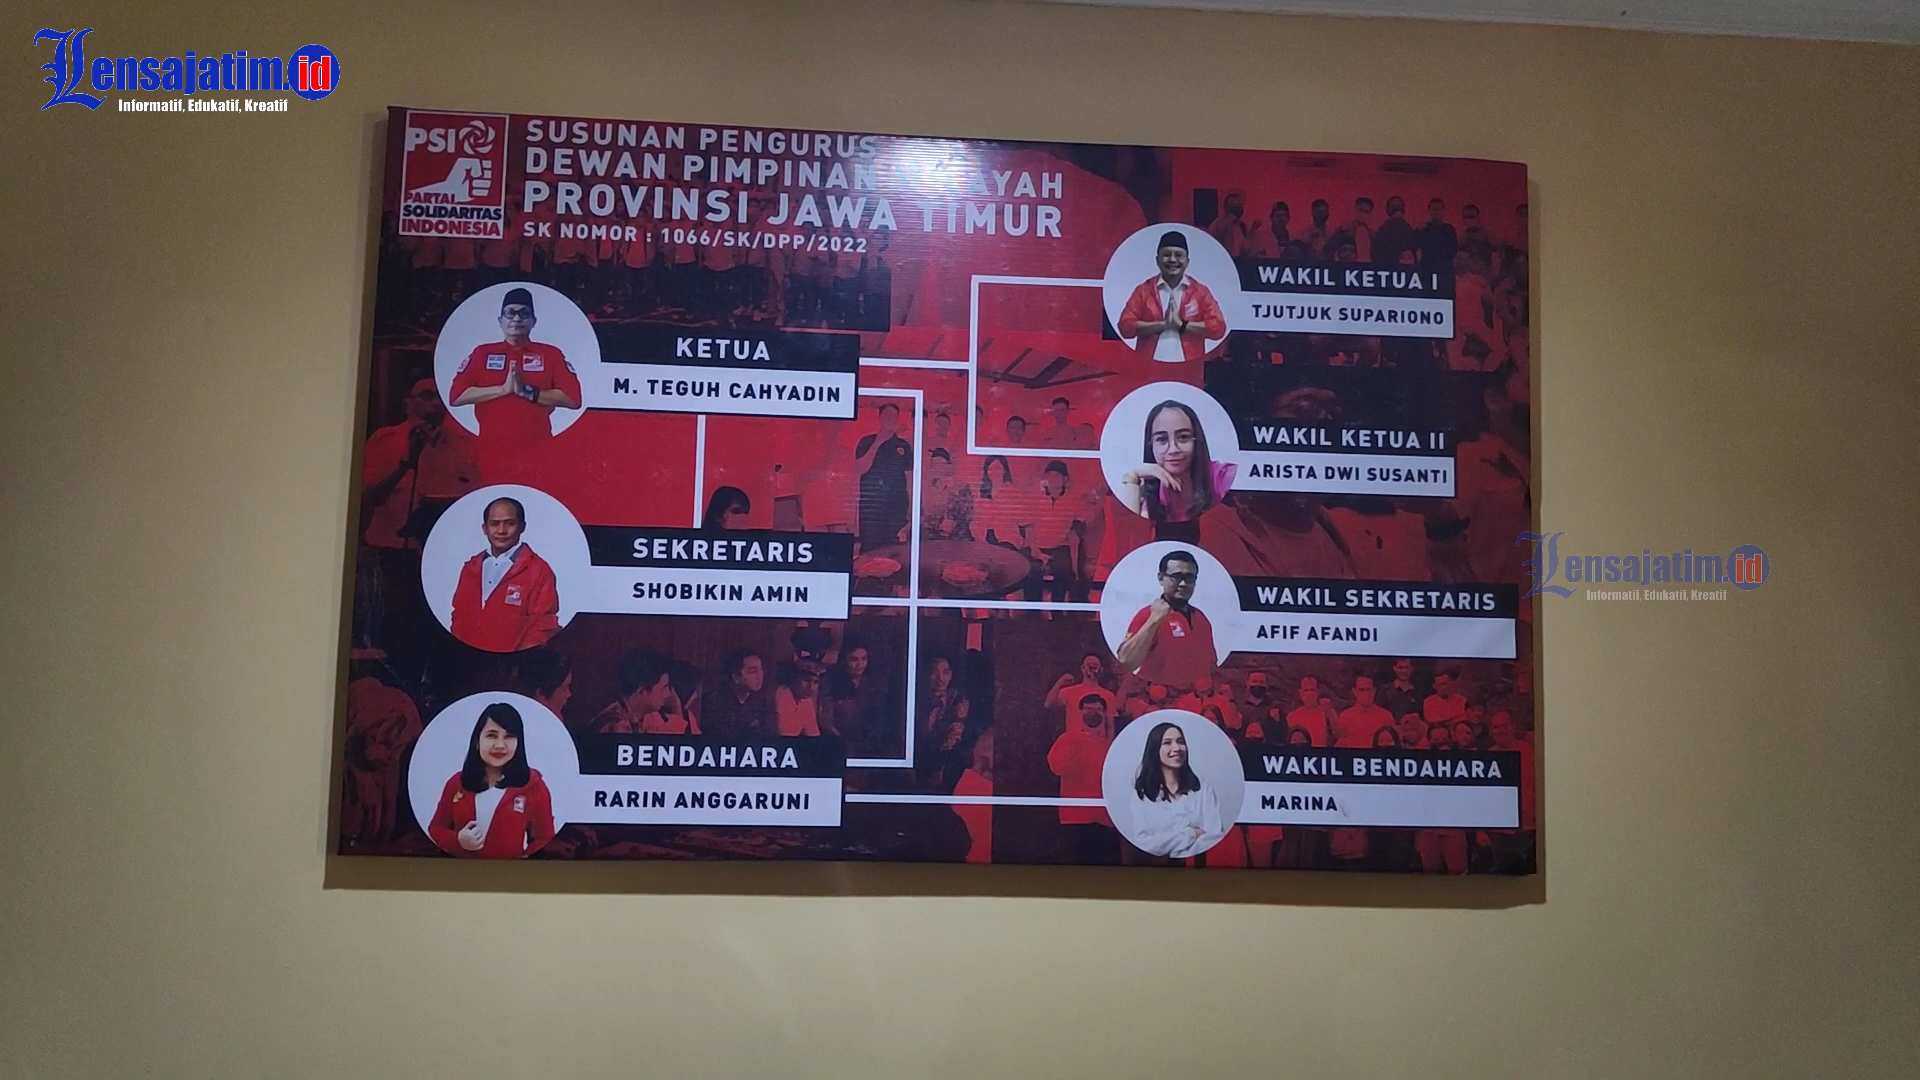 Lensajatim.id
Informatif, Edukatif, Kreatif
PSI
PARTAI
SOLIDARITAS
INDONESIA
SUSUNAN PENGURUS
DEWAN PIMPINAN WILAYAH
PROVINSI JAWA TIMUR
SK NOMOR : 1066/SK/DPP/2022
KETUA
M. TEGUH CAHYADIN
SEKRETARIS
SHOBIKIN AMIN
BENDAHARA
RARIN ANGGARUNI
WAKIL KETUA I
TJUTJUK SUPARIONO
WAKIL KETUA II
ARISTA DWI SUSANTI
WAKIL SEKRETARIS
AFIF AFANDI
WAKIL BENDAHARA
MARINA
Lensajatim.id
Informatif, Edukatif, Kreatif